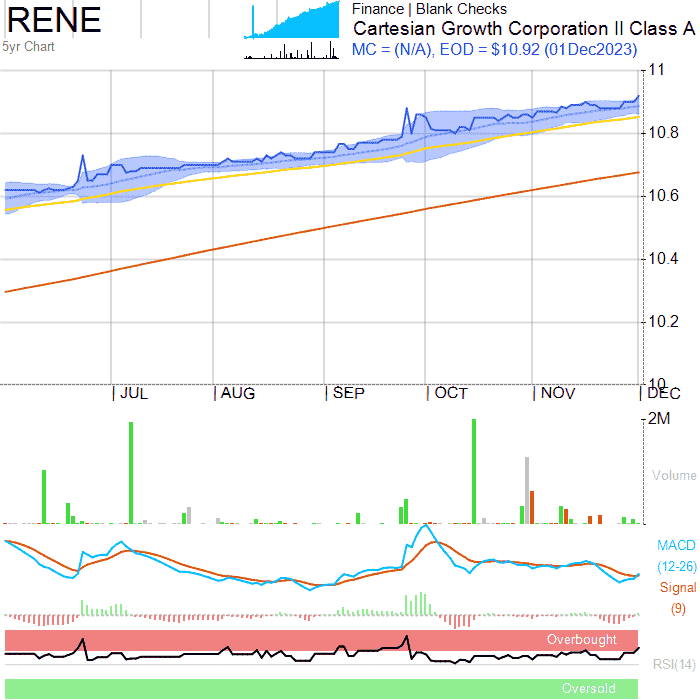 RENE
5yr Chart
Finance | Blank Checks
Cartesian Growth Corporation II Class A
MC = (N/A), EOD = $10.92 (01Dec2023)
11
10.8
10.6
10.4
10.2
10
JUL AUG SEP OCT NOV DEC
2M
Volume
MACD
(12-26)
Signal
(9)
Overbought
RSI(14)
Oversold